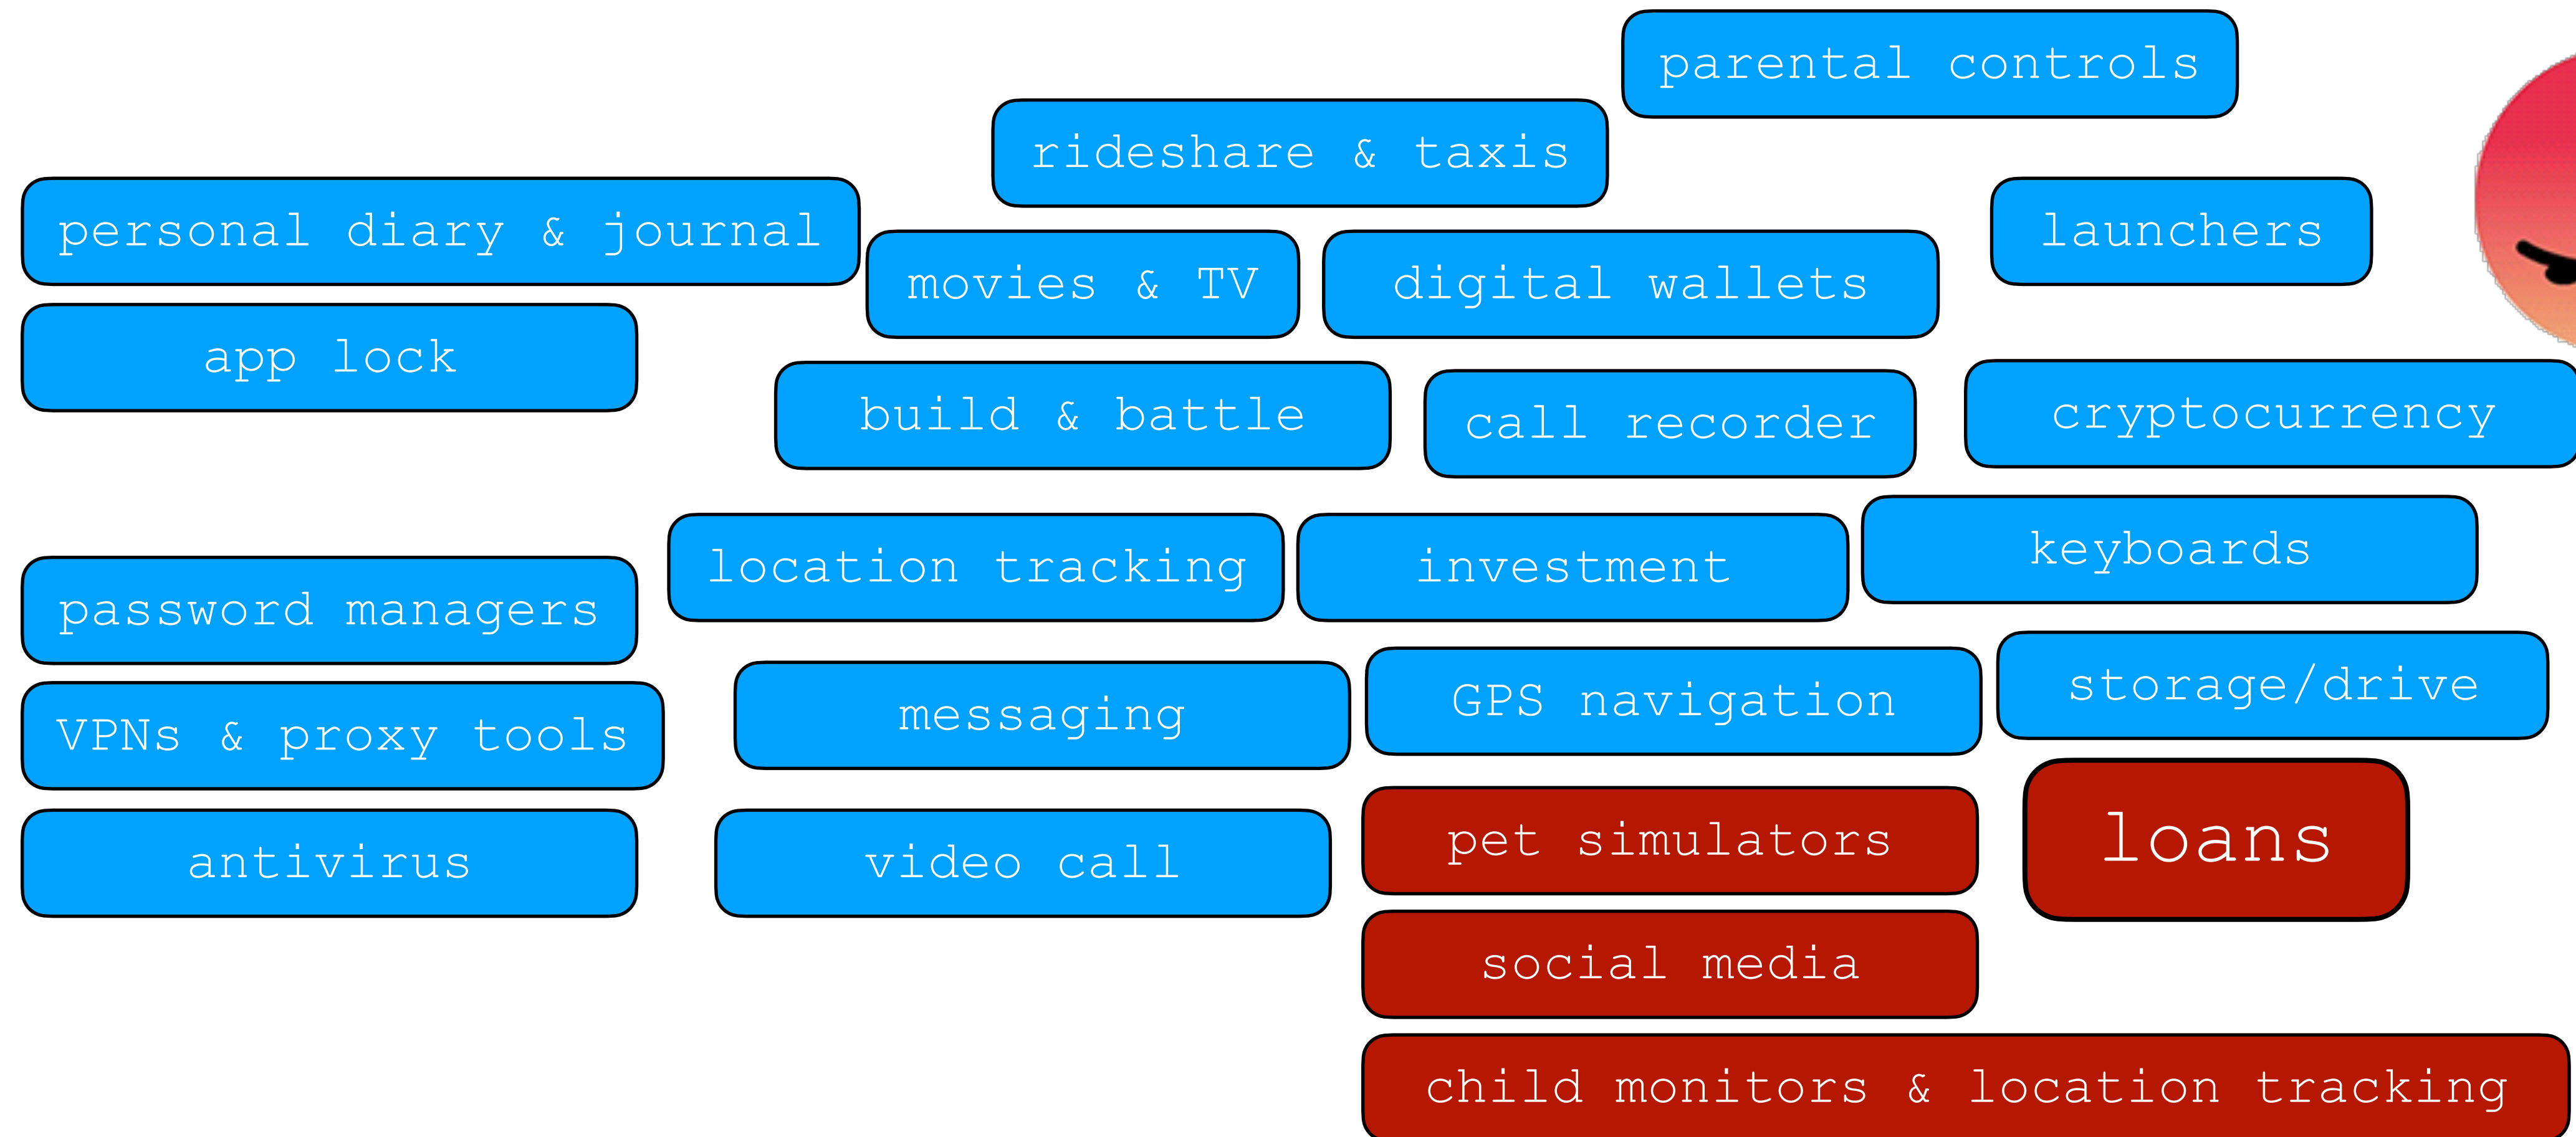 parental controls
rideshare & taxis
personal diary & journal
launchers
movies & TV
digital wallets
app lock
build & battle
call recorder
cryptocurrency
location tracking
investment
keyboards
password managers
messaging
GPS navigation
storage/drive
VPNs & proxy tools
antivirus
video call
pet simulators
loans
social media
child monitors & location tracking